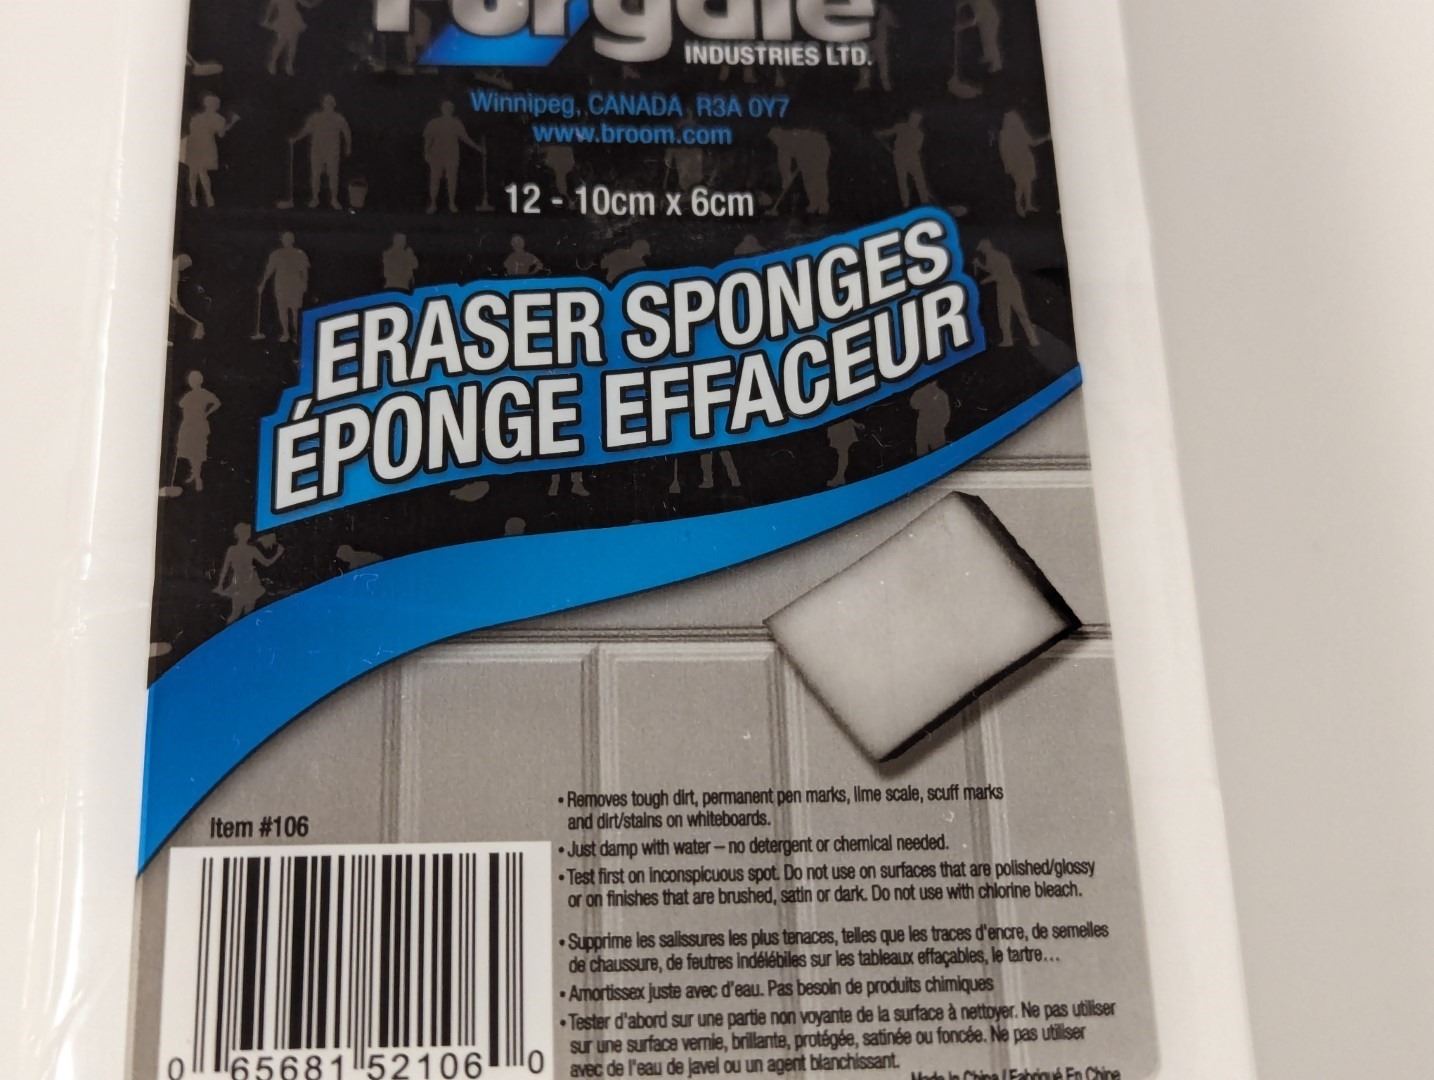 Furgale
INDUSTRIES LTD.
Winnipeg, CANADA R3A 0Y7
www.broom.com
12 - 10cm x 6cm
ERASER SPONGES
ÉPONGE EFFACEUR
Item #106
• Removes tough dirt, permanent pen marks, lime scale, scuff marks
and dirt/stains on whiteboards.
• Just damp with water – no detergent or chemical needed.
• Test first on inconspicuous spot. Do not use on surfaces that are polished/glossy
or on finishes that are brushed, satin or dark. Do not use with chlorine bleach.
• Supprime les salissures les plus tenaces, telles que les traces d'encre, de semelles
de chaussure, de feutres indélébiles sur les tableaux effaçables, le tartre...
• Amortissex juste avec d'eau. Pas besoin de produits chimiques
• Tester d'abord sur une partie non voyante de la surface à nettoyer. Ne pas utiliser
sur une surface vernie, brillante, protégée, satinée ou foncée. Ne pas utiliser
avec de l'eau de javel ou un agent blanchissant.
Made In China / Fabriqué En Chine
0 65681 52106 0